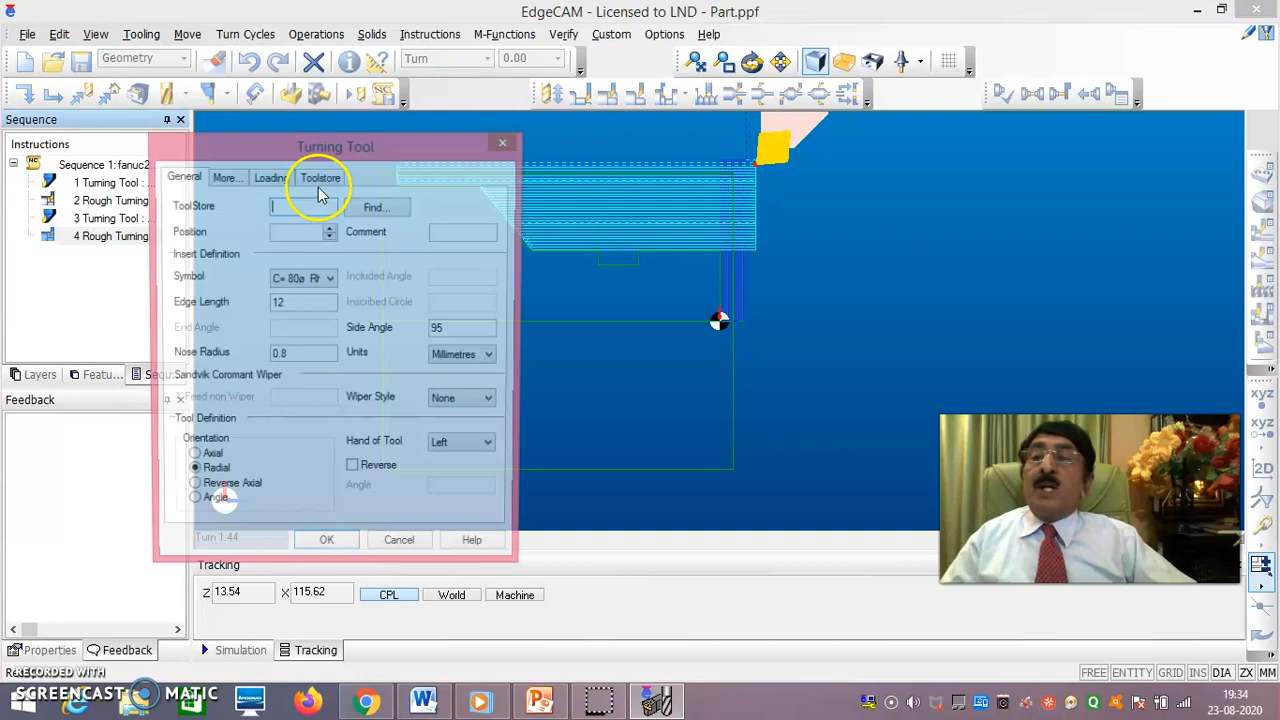 EdgeCAM - Licensed to LND - Part.ppf
File Edit View Tooling Move Turn Cycles Operations Solids Instructions M-Functions Verify Custom Options Help
Geometry Turn 0.00
Sequence
Instructions
Sequence 1: fanuc2
1 Turning Tool :
2 Rough Turning
3 Turning Tool :
4 Rough Turning
Layers Featu... Sequ
Feedback
Turning Tool
General More... Loading Toolstore
ToolStore Find...
Position Comment
Insert Definition
Symbol C= 80ø Rh Included Angle
Edge Length 12 Inscribed Circle
End Angle Side Angle 95
Nose Radius 0.8 Units Millimetres
Sandvik Coromant Wiper
Feed non Wiper Wiper Style None
Tool Definition
Orientation Hand of Tool Left
Axial
Radial Reverse
Reverse Axial Angle
Angle
Turn 1.44 OK Cancel Help
Tracking
Z 13.54 X 115.62 CPL World Machine
Properties Feedback Simulation Tracking
FREE ENTITY GRID INS DIA ZX MM
RECORDED WITH
SCREENCAST MATIC
19:34
23-08-2020